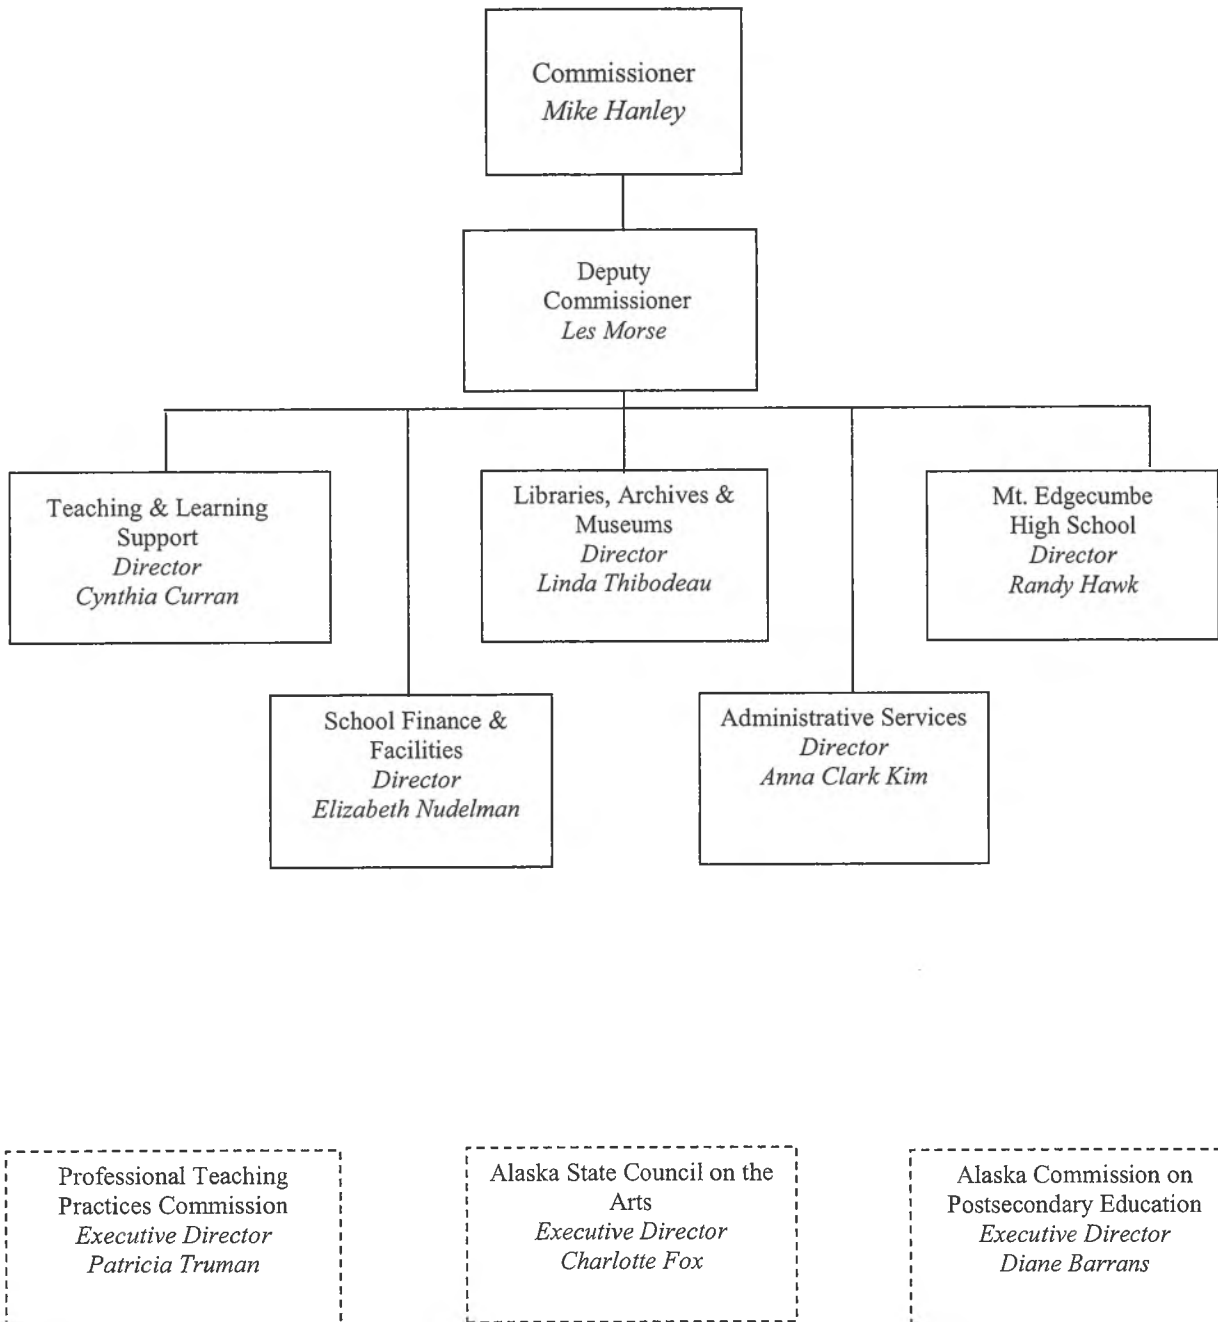 Commissioner
Mike Hanley
Deputy
Commissioner
Les Morse
Teaching & Learning
Support
Director
Cynthia Curran
Libraries, Archives &
Museums
Director
Linda Thibodeau
Mt. Edgecumbe
High School
Director
Randy Hawk
School Finance &
Facilities
Director
Elizabeth Nudelman
Administrative Services
Director
Anna Clark Kim
Professional Teaching
Practices Commission
Executive Director
Patricia Truman
Alaska State Council on the
Arts
Executive Director
Charlotte Fox
Alaska Commission on
Postsecondary Education
Executive Director
Diane Barrans